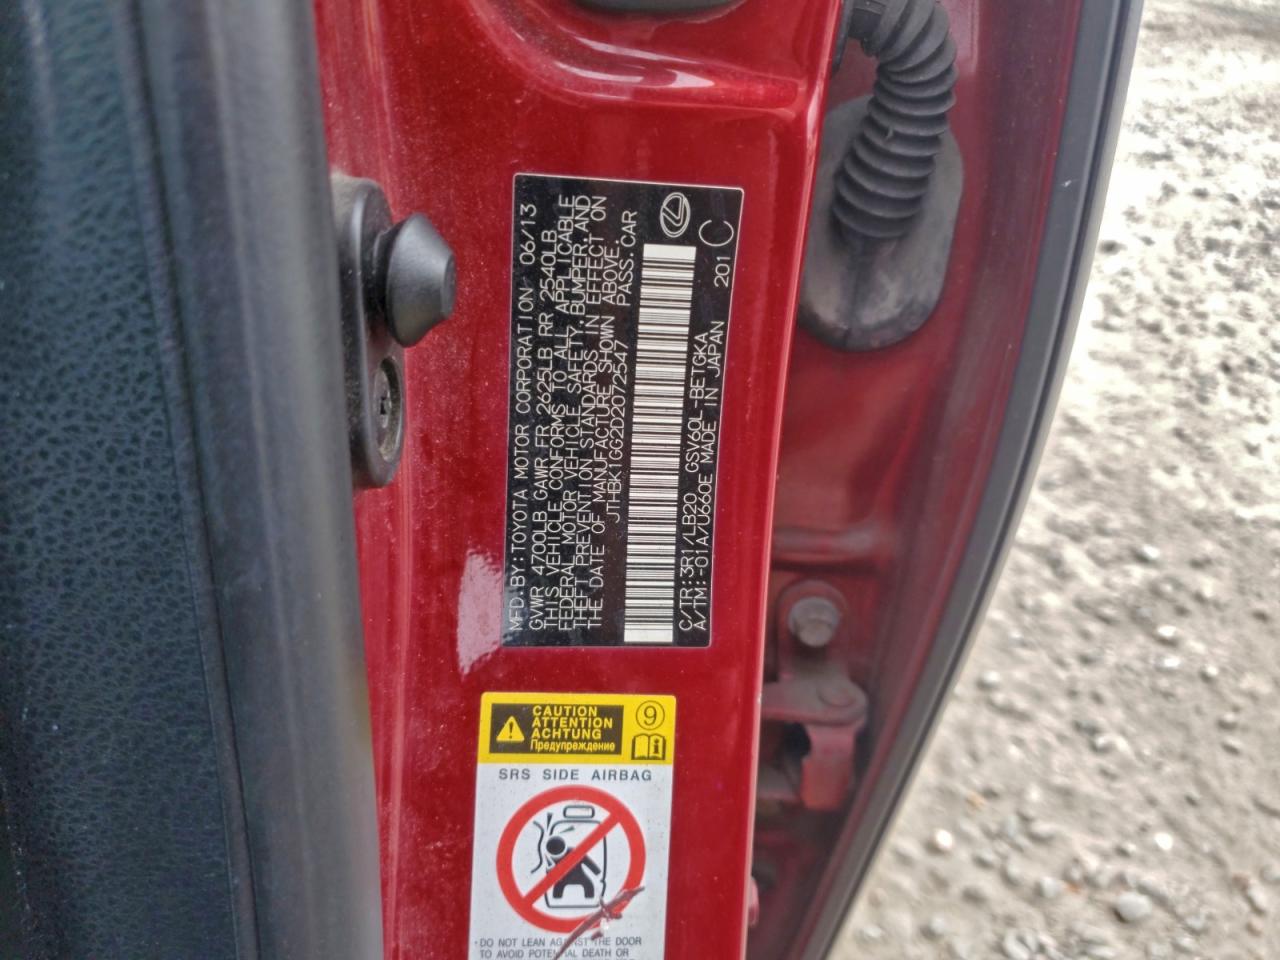 MFD.BY:TOYOTA MOTOR CORPORATION 06/13
GVWR 4700LB GAWR FR 2625LB RR 2540LB
THIS VEHICLE CONFORMS TO ALL APPLICABLE
FEDERAL MOTOR VEHICLE SAFETY,BUMPER,AND
THEFT PREVENTION STANDARDS IN EFFECT ON
THE DATE OF MANUFACTURE SHOWN ABOVE.
JTHBK1GG2D2072547 PASS.CAR
C/TR:3R1/LB20 GSV60L-BETGKA 201 C
A/TM:-01A/U660E MADE IN JAPAN
CAUTION
ATTENTION
ACHTUNG
Предупреждение
9
SRS SIDE AIRBAG
·DO NOT LEAN AGAINST THE DOOR
TO AVOID POTENTIAL DEATH OR